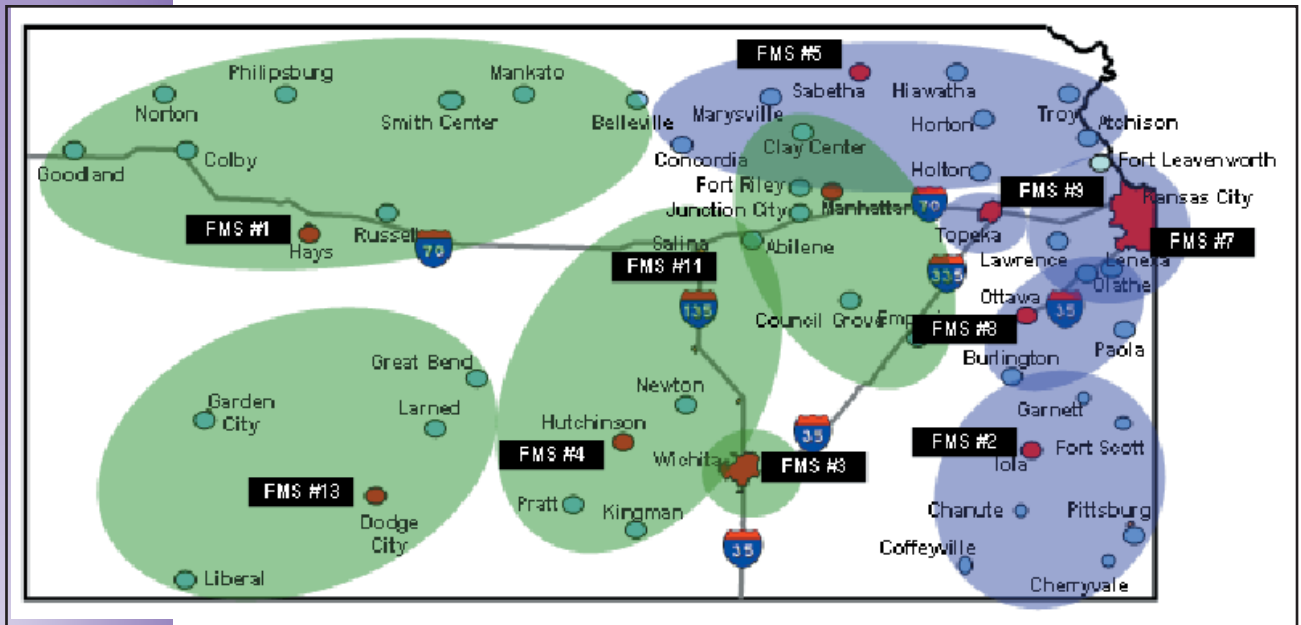 FMS #5
Philipsburg
Mankato
Sabetha
Hiawatha
Norton
Smith Center
Belleville
Marysville
Horton
Troy
Atchison
Goodland
Colby
Concordia
Clay Center
Holton
Fort Leavenworth
Fort Riley
FMS #9
Kansas City
Junction City
Manhattan
70
FMS #1
Hays
Russell
70
Salina
Abilene
Topeka
FMS #7
Lawrence
Lenexa
FMS #11
335
Olathe
135
Ottawa
35
Council Grove
FMS #8
Paola
Great Bend
Burlington
Garden
City
Larned
Newton
Garnett
Hutchinson
35
FMS #2
Fort Scott
FMS #4
Wichita
FMS #3
Iola
FMS #13
Pratt
Kingman
Chanute
Pittsburg
Dodge
City
35
Coffeyville
Liberal
Cherryvale